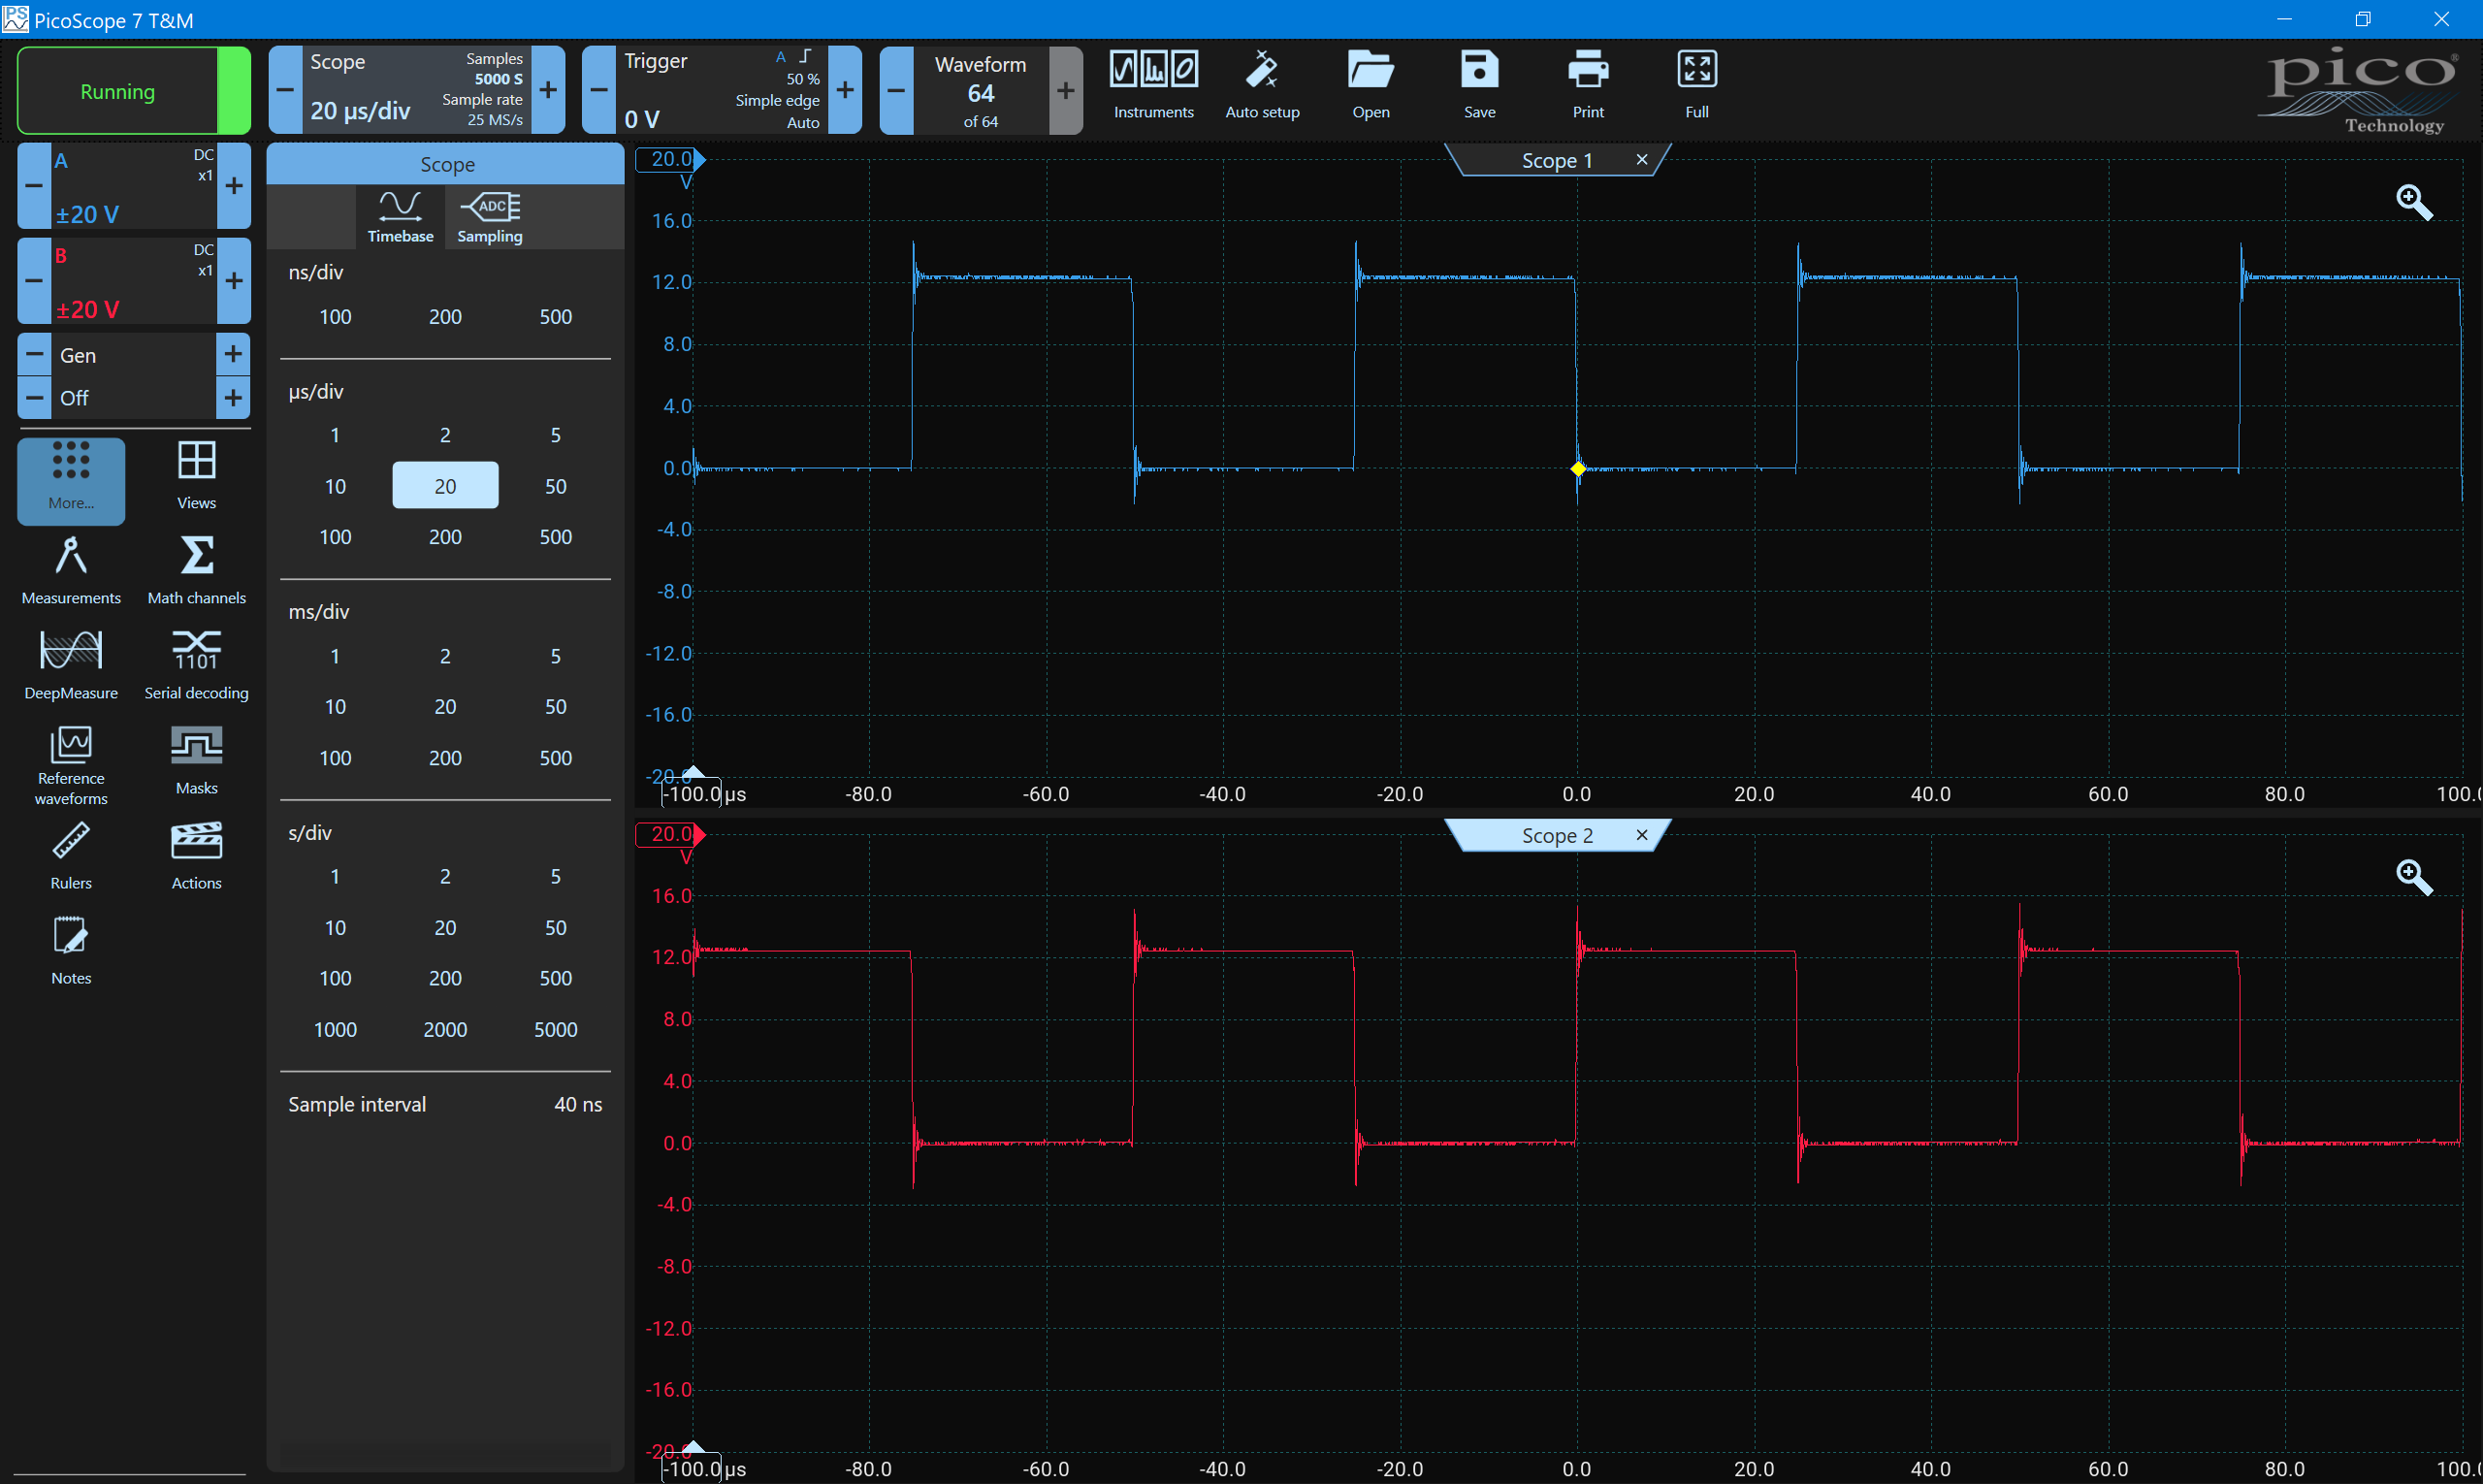 PicoScope 7 T&M
Running
Scope
Samples
5000 S
20 µs/div
Sample rate
25 MS/s
Trigger
A
50 %
Simple edge
0 V
Auto
Waveform
64
of 64
Instruments
Auto setup
Open
Save
Print
Full
pico
Technology
A
DC
x1
±20 V
B
DC
x1
±20 V
Gen
Off
More...
Views
Measurements
Math channels
DeepMeasure
1101
Serial decoding
Reference
waveforms
Masks
Rulers
Actions
Notes
Scope
ADC
Timebase
Sampling
ns/div
100 200 500
µs/div
1 2 5
10 20 50
100 200 500
ms/div
1 2 5
10 20 50
100 200 500
s/div
1 2 5
10 20 50
100 200 500
1000 2000 5000
Sample interval 40 ns
Scope 1
20.0
V
16.0
12.0
8.0
4.0
0.0
-4.0
-8.0
-12.0
-16.0
-20.0
-100.0 µs -80.0 -60.0 -40.0 -20.0 0.0 20.0 40.0 60.0 80.0 100.
Scope 2
20.0
V
16.0
12.0
8.0
4.0
0.0
-4.0
-8.0
-12.0
-16.0
-20.0
-100.0 µs -80.0 -60.0 -40.0 -20.0 0.0 20.0 40.0 60.0 80.0 100.